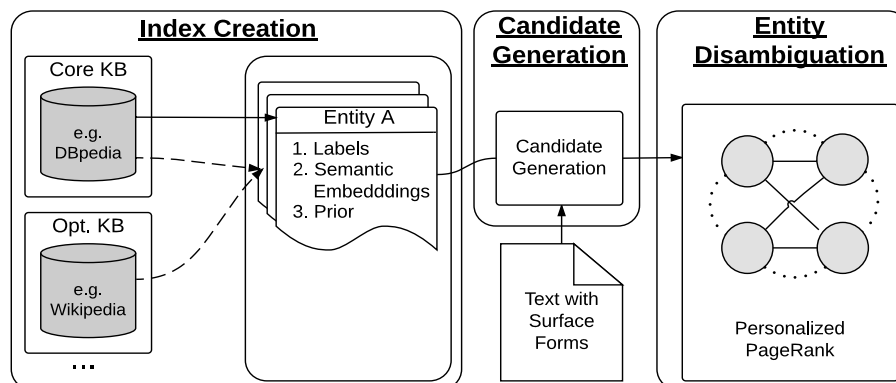 Index Creation
Core KB
e.g.
DBpedia
Opt. KB
e.g.
Wikipedia
...
Entity A
1. Labels
2. Semantic
Embedddings
3. Prior
Candidate
Generation
Candidate
Generation
Text with
Surface
Forms
Entity
Disambiguation
Personalized
PageRank